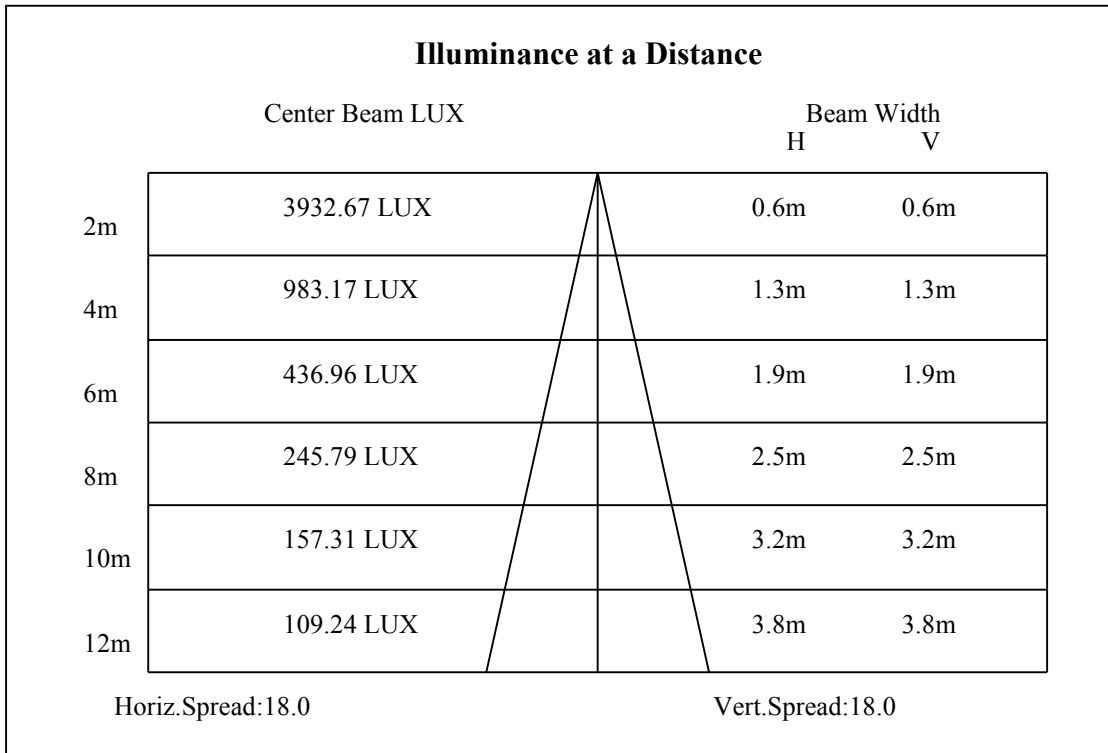 Illuminance at a Distance
Center Beam LUX Beam Width
H V
2m 3932.67 LUX 0.6m 0.6m
4m 983.17 LUX 1.3m 1.3m
6m 436.96 LUX 1.9m 1.9m
8m 245.79 LUX 2.5m 2.5m
10m 157.31 LUX 3.2m 3.2m
12m 109.24 LUX 3.8m 3.8m
Horiz.Spread:18.0 Vert.Spread:18.0